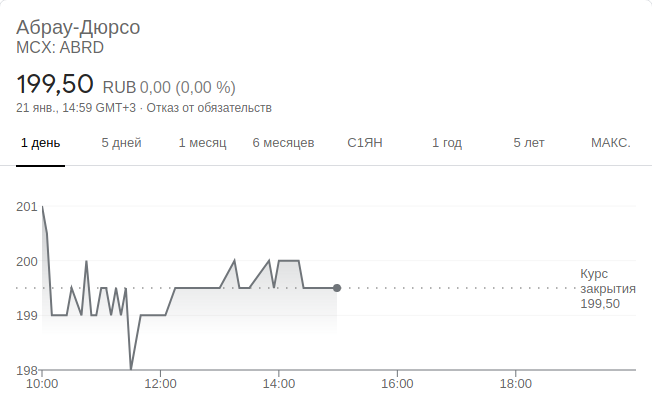 Абрау-Дюрсо
MCX: ABRD
199,50 RUB 0,00 (0,00 %)
21 янв., 14:59 GMT+3 · Отказ от обязательств
1 день 5 дней 1 месяц 6 месяцев С1ЯН 1 год 5 лет МАКС.
201
200
199
198
Курс
закрытия
199,50
10:00 12:00 14:00 16:00 18:00